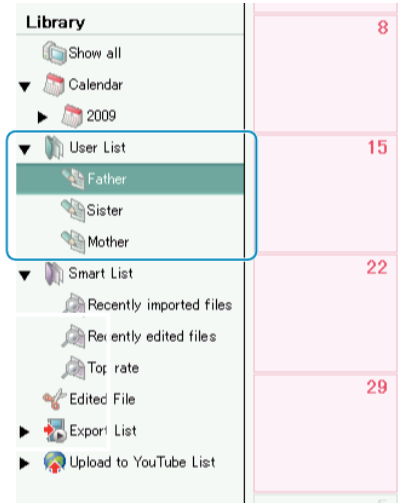 Library
Show all
Calendar
2009
User List
Father
Sister
Mother
Smart List
Recently imported files
Recently edited files
Top rate
Edited File
Export List
Upload to YouTube List
8
15
22
29
5